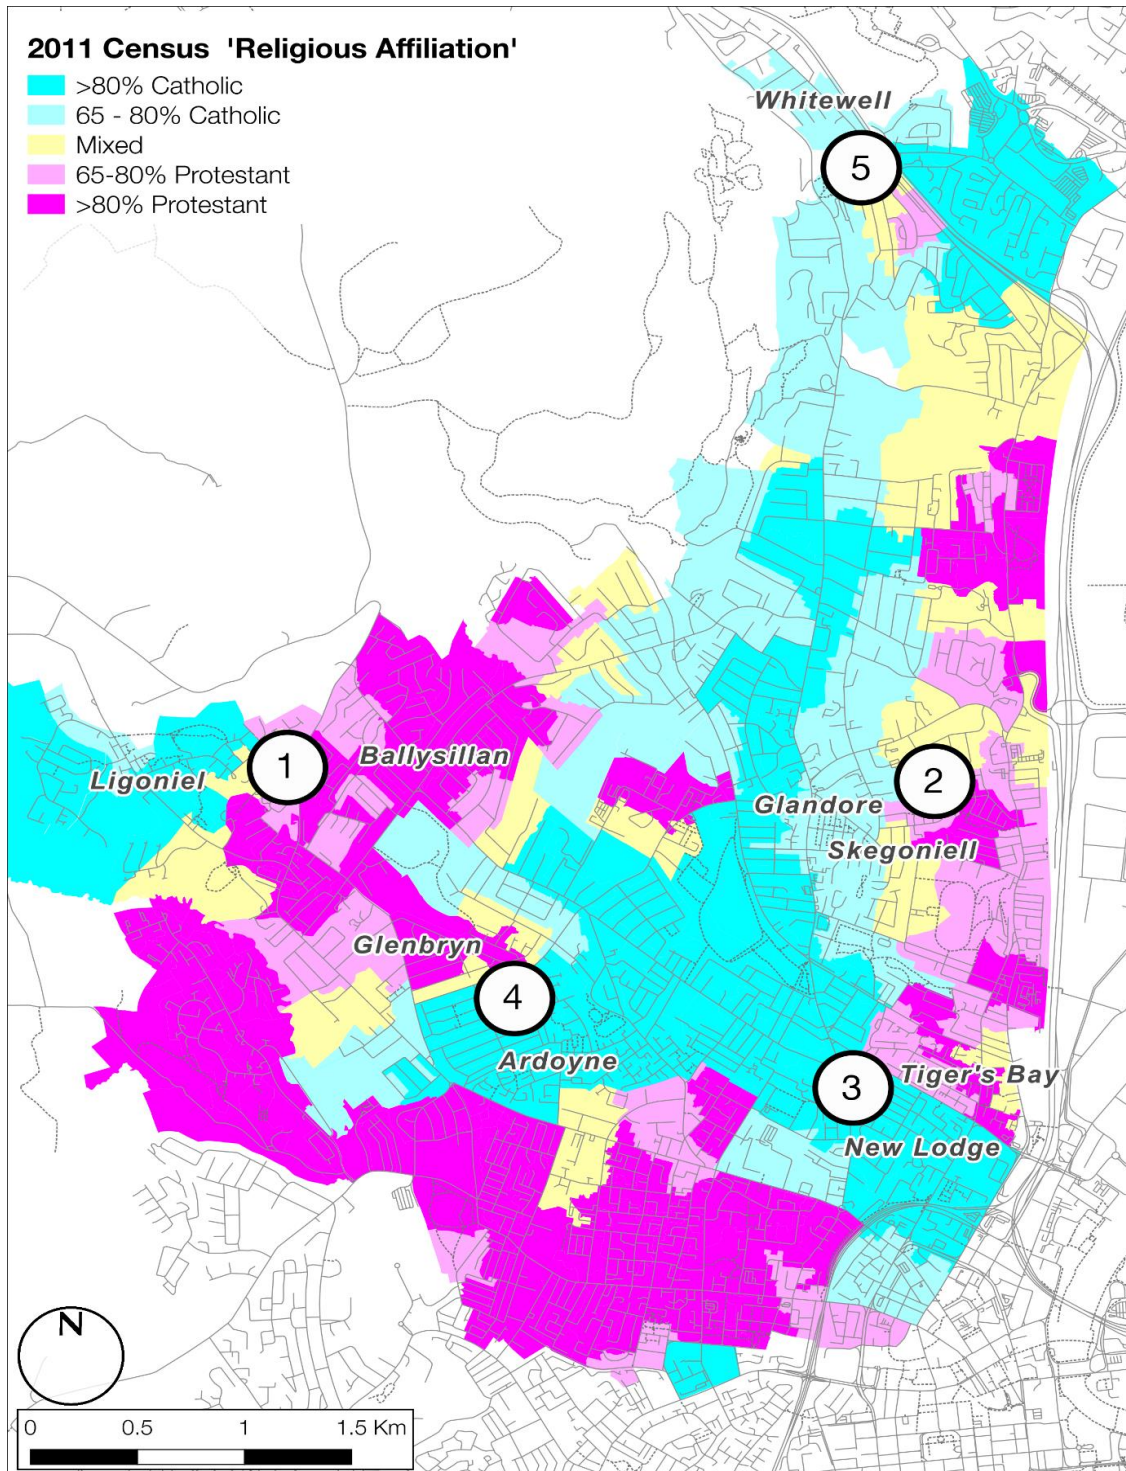 2011 Census 'Religious Affiliation'
>80% Catholic
65 - 80% Catholic
Mixed
65-80% Protestant
>80% Protestant
Whitewell
5
1
Ballysillan
Ligoniel
2
Glandore
Skegoniell
Glenbryn
4
Ardoyne
3
Tiger's Bay
New Lodge
N
0 0.5 1 1.5 Km